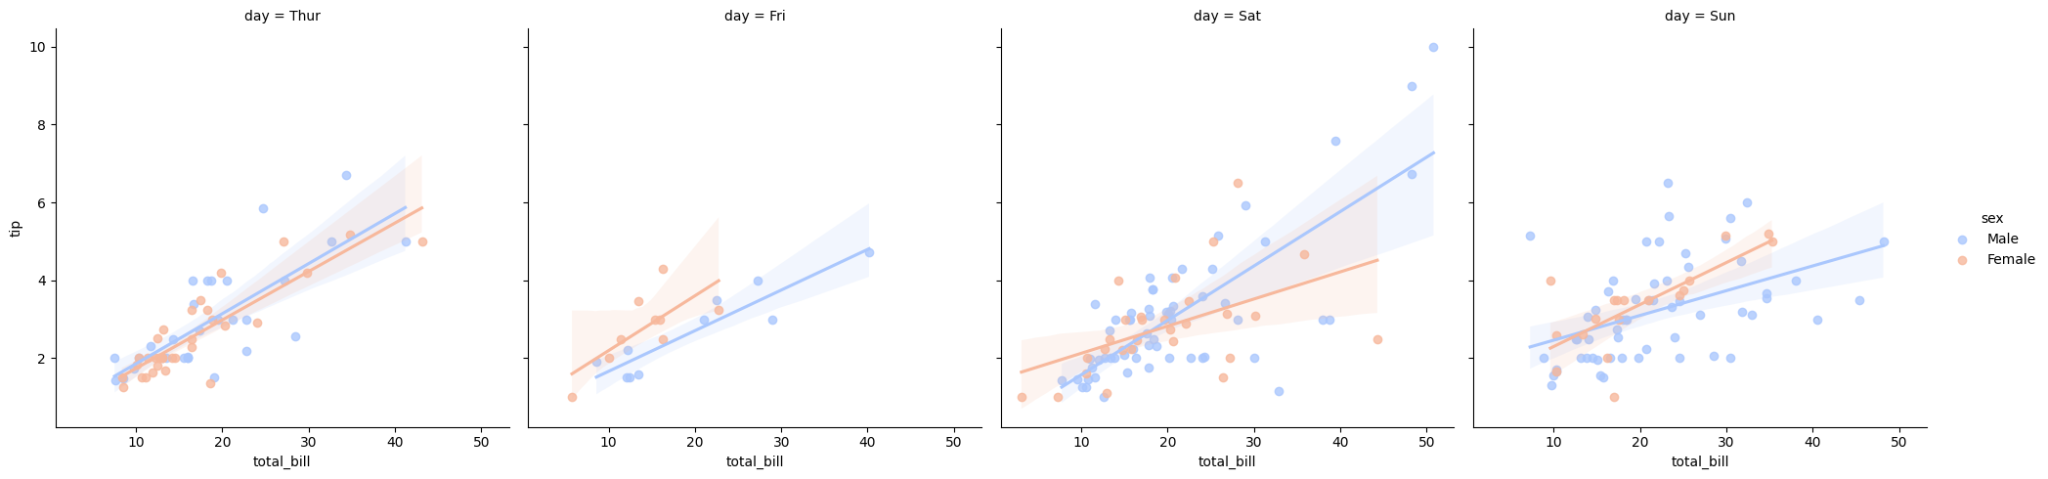 day = Thur
day = Fri
day = Sat
day = Sun
10
8
6
4
2
tip
10 20 30 40 50
10 20 30 40 50
10 20 30 40 50
10 20 30 40 50
total_bill
total_bill
total_bill
total_bill
sex
Male
Female